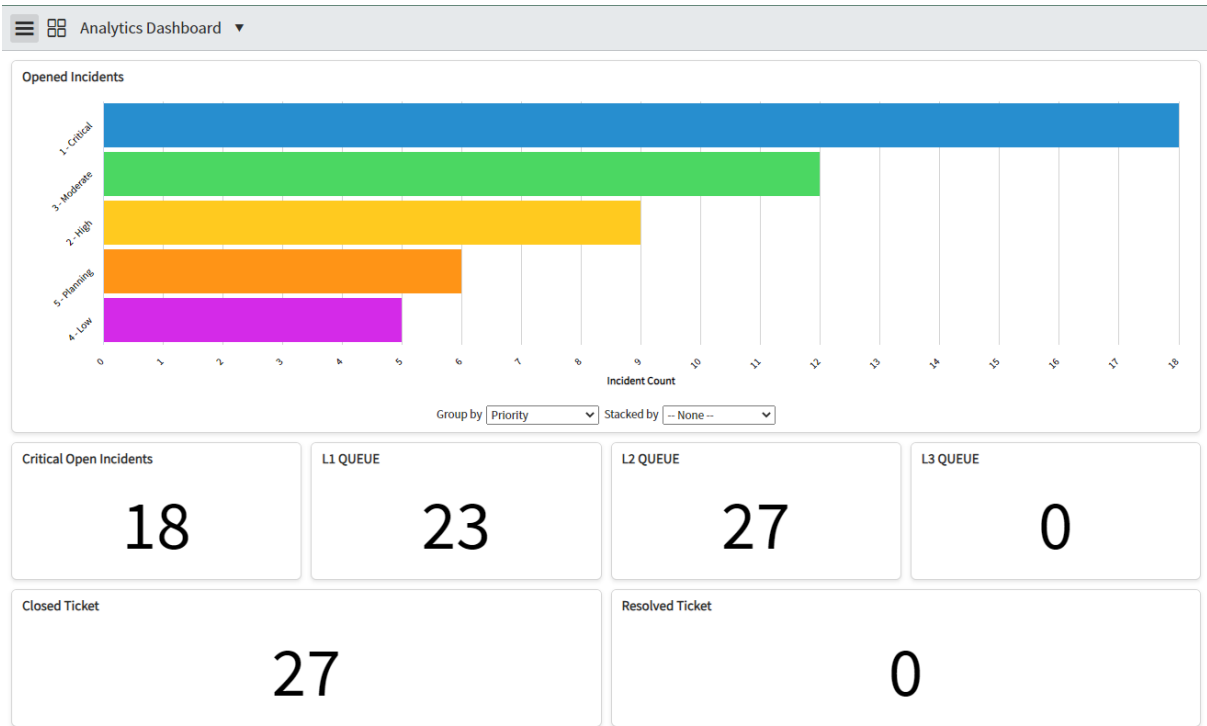 Analytics Dashboard ▼
Opened Incidents
1 - Critical
3 - Moderate
2 - High
5 - Planning
4 - Low
0 1 2 3 4 5 6 7 8 9 10 11 12 13 14 15 16 17 18
Incident Count
Group by Priority Stacked by -- None --
Critical Open Incidents
18
L1 QUEUE
23
L2 QUEUE
27
L3 QUEUE
0
Closed Ticket
27
Resolved Ticket
0